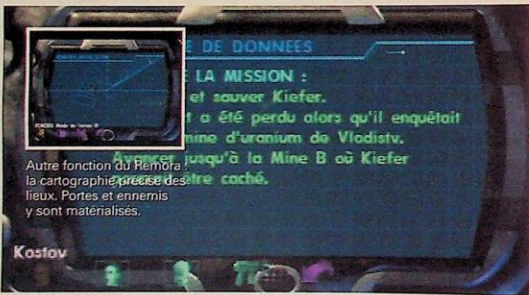 E DE DONNEES
LA MISSION :
et sauver Kiefer.
t a été perdu alors qu'il enquêtait
mine d'uranium de Vlodistv.
Avancer jusqu'à la Mine B où Kiefer
être caché.
Autre fonction du Remora :
la cartographie précise des
lieux. Portes et ennemis
y sont matérialisés.
Kostov